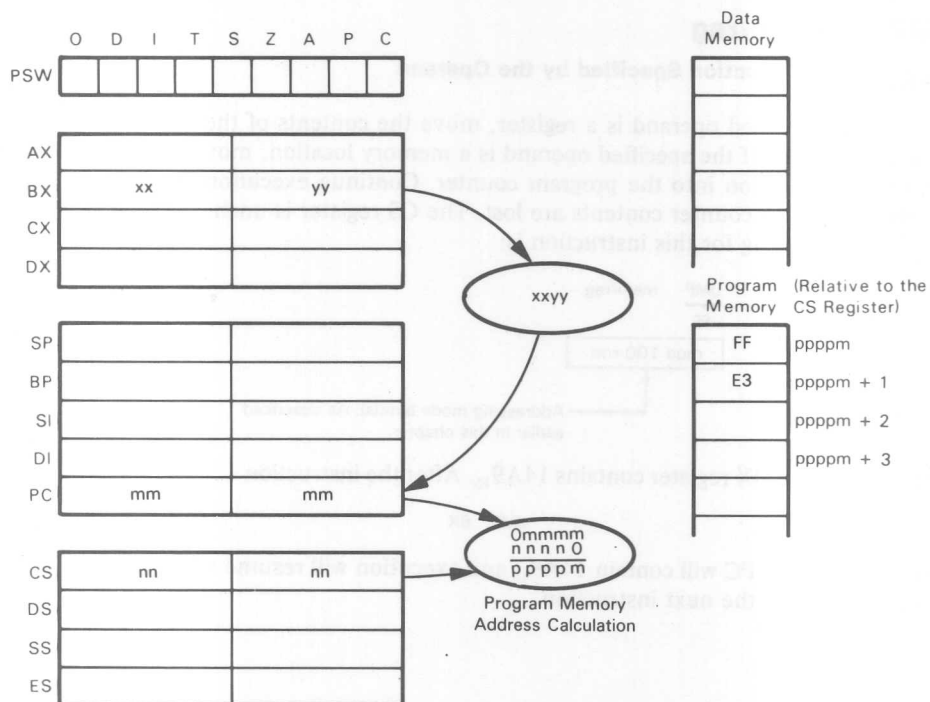 O D I T S Z A P C
PSW
AX
BX xx yy
CX
DX
xxyy
SP
BP
SI
DI
PC mm mm
0mmmm
nnnn0
ppppm
Program Memory
Address Calculation
CS nn nn
DS
SS
ES
Data
Memory
Program
Memory
(Relative to the
CS Register)
FF ppppm
E3 ppppm + 1
ppppm + 2
ppppm + 3